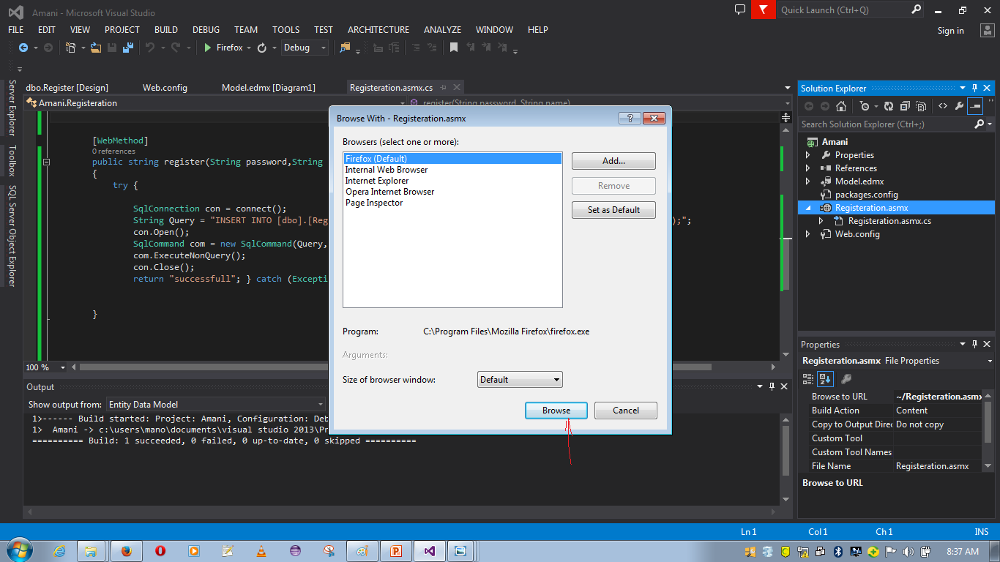 Amani - Microsoft Visual Studio
Quick Launch (Ctrl+Q)
FILE EDIT VIEW PROJECT BUILD DEBUG TEAM TOOLS TEST ARCHITECTURE ANALYZE WINDOW HELP
Sign in
Firefox Debug
Server Explorer
Toolbox
SQL Server Object Explorer
dbo.Register [Design] Web.config Model.edmx [Diagram1] Registeration.asmx.cs
Amani.Registeration register(String password, String name)
[WebMethod]
0 references
public string register(String password,String
{
try {
SqlConnection con = connect();
String Query = "INSERT INTO [dbo].[Reg );";
con.Open();
SqlCommand com = new SqlCommand(Query,
com.ExecuteNonQuery();
con.Close();
return "successfull"; } catch (Excepti
}
100 %
Browse With - Registeration.asmx
Browsers (select one or more):
Firefox (Default)
Internal Web Browser
Internet Explorer
Opera Internet Browser
Page Inspector
Add...
Remove
Set as Default
Program: C:\Program Files\Mozilla Firefox\firefox.exe
Arguments:
Size of browser window: Default
Browse Cancel
Output
Show output from: Entity Data Model
1>------ Build started: Project: Amani, Configuration: Deb
1> Amani -> c:\users\mano\documents\visual studio 2013\Pr
========== Build: 1 succeeded, 0 failed, 0 up-to-date, 0 skipped ==========
Solution Explorer
Search Solution Explorer (Ctrl+;)
Amani
Properties
References
Model.edmx
packages.config
Registeration.asmx
Registeration.asmx.cs
Web.config
Properties
Registeration.asmx File Properties
Browse to URL ~/Registeration.asmx
Build Action Content
Copy to Output Direc Do not copy
Custom Tool
Custom Tool Names
File Name Registeration.asmx
Browse to URL
Ln 1 Col 1 Ch 1 INS
8:37 AM